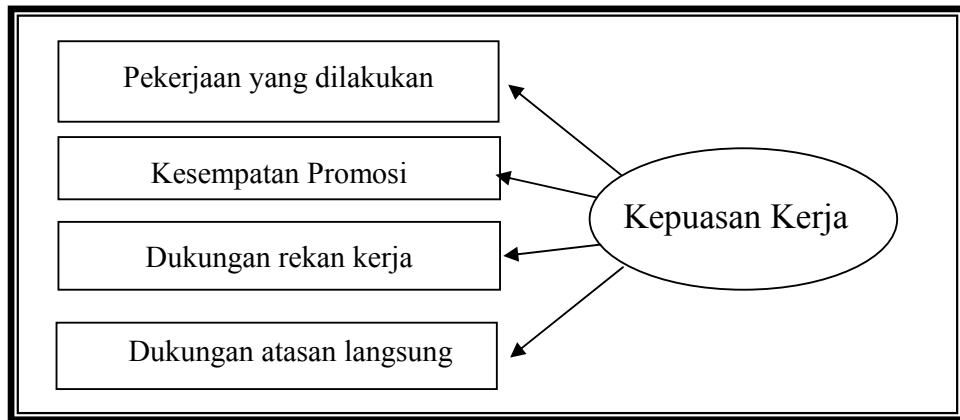 Pekerjaan yang dilakukan
Kesempatan Promosi
Dukungan rekan kerja
Dukungan atasan langsung
Kepuasan Kerja